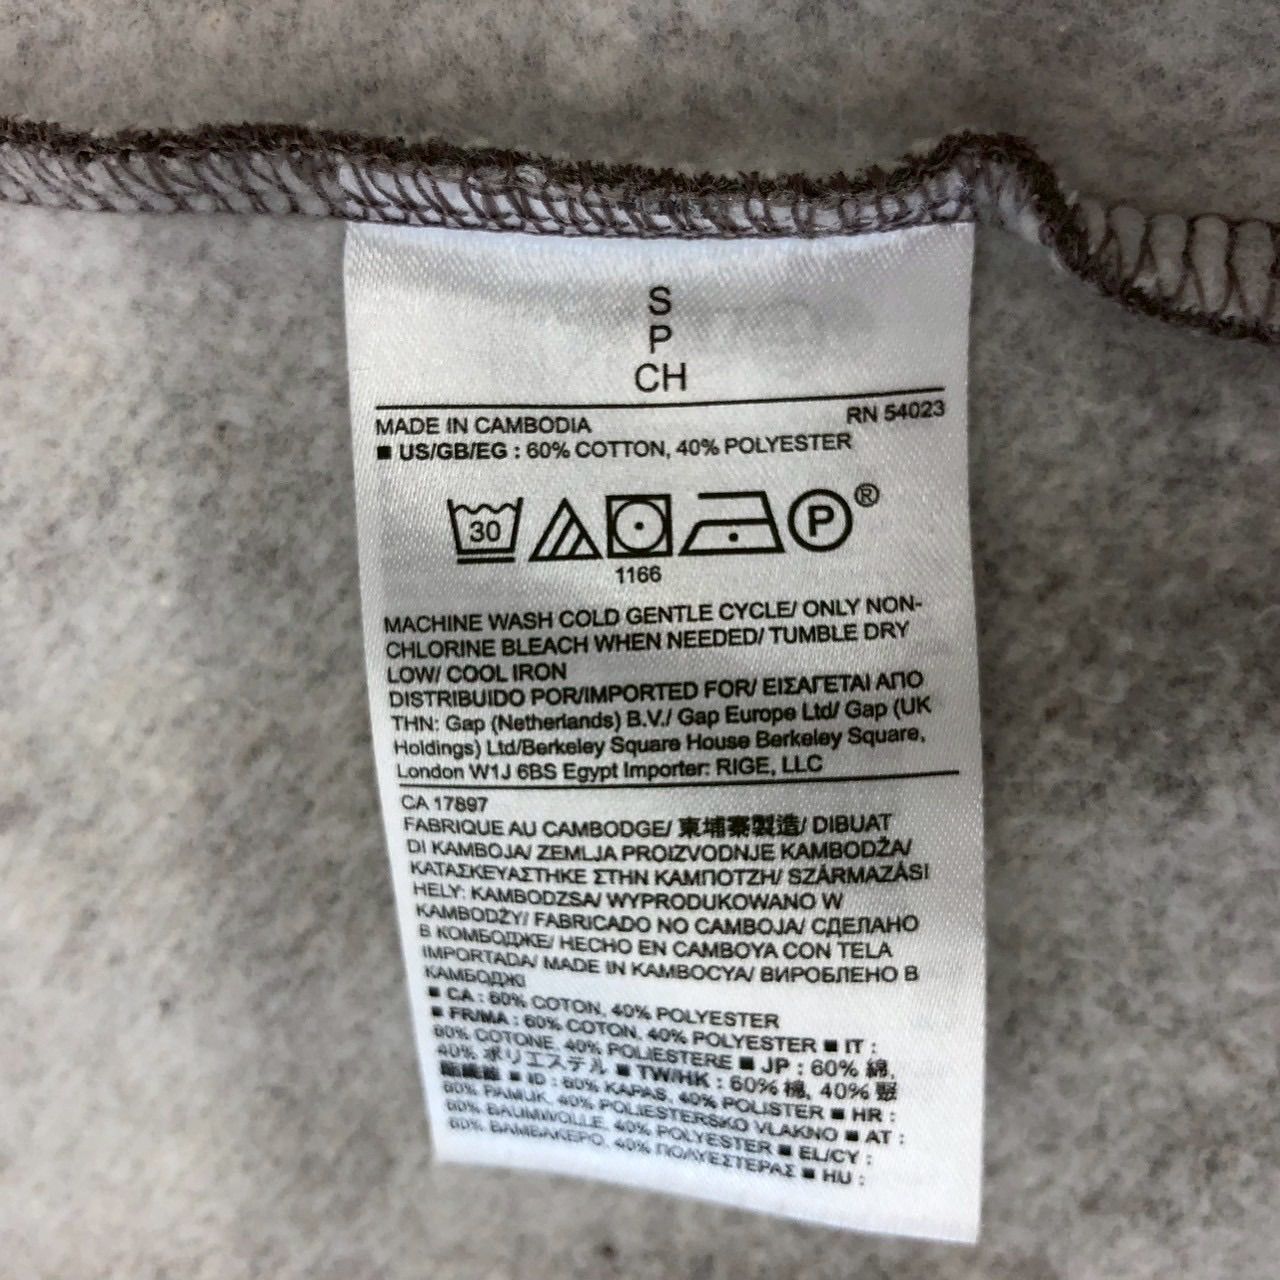 S
P
CH
MADE IN CAMBODIA RN 54023
■ US/GB/EG : 60% COTTON, 40% POLYESTER
30 P ®
1166
MACHINE WASH COLD GENTLE CYCLE/ ONLY NON-
CHLORINE BLEACH WHEN NEEDED/ TUMBLE DRY
LOW/ COOL IRON
DISTRIBUIDO POR/IMPORTED FOR/ ΕΙΣΑΓΕΤΑΙ ΑΠΟ
ΤΗΝ: Gap (Netherlands) B.V./ Gap Europe Ltd/ Gap (UK
Holdings) Ltd/Berkeley Square House Berkeley Square,
London W1J 6BS Egypt Importer: RIGE, LLC
CA 17897
FABRIQUE AU CAMBODGE/ 柬埔寨製造/ DIBUAT
DI KAMBOJA/ ZEMLJA PROIZVODNJE KAMBODŽA/
ΚΑΤΑΣΚΕΥΑΣΤΗΚΕ ΣΤΗΝ ΚΑΜΠΟΤΖΗ/ SZÁRMAZÁSI
HELY: KAMBODZSA/ WYPRODUKOWANO W
KAMBODŻY/ FABRICADO NO CAMBOJA/ СДЕЛАНО
В КОМБОДЖЕ/ HECHO EN CAMBOYA CON TELA
IMPORTADA/ MADE IN KAMBOCYA/ ВИРОБЛЕНО В
КАМБОДЖІ
■ CA : 60% COTON, 40% POLYESTER
■ FR/MA : 60% COTON, 40% POLYESTER ■ IT :
60% COTONE, 40% POLIESTERE ■ JP : 60% 綿,
40% ポリエステル ■ TW/HK : 60% 棉, 40% 聚
■ ID : 60% KAPAS, 40% POLISTER ■ HR :
60% PAMUK, 40% POLIESTERSKO VLAKNO ■ AT :
60% BAUMWOLLE, 40% POLYESTER ■ EL/CY :
60% ΒΑΜΒΑΚΕΡΟ, 40% ΠΟΛΥΕΣΤΕΡΑΣ ■ HU :